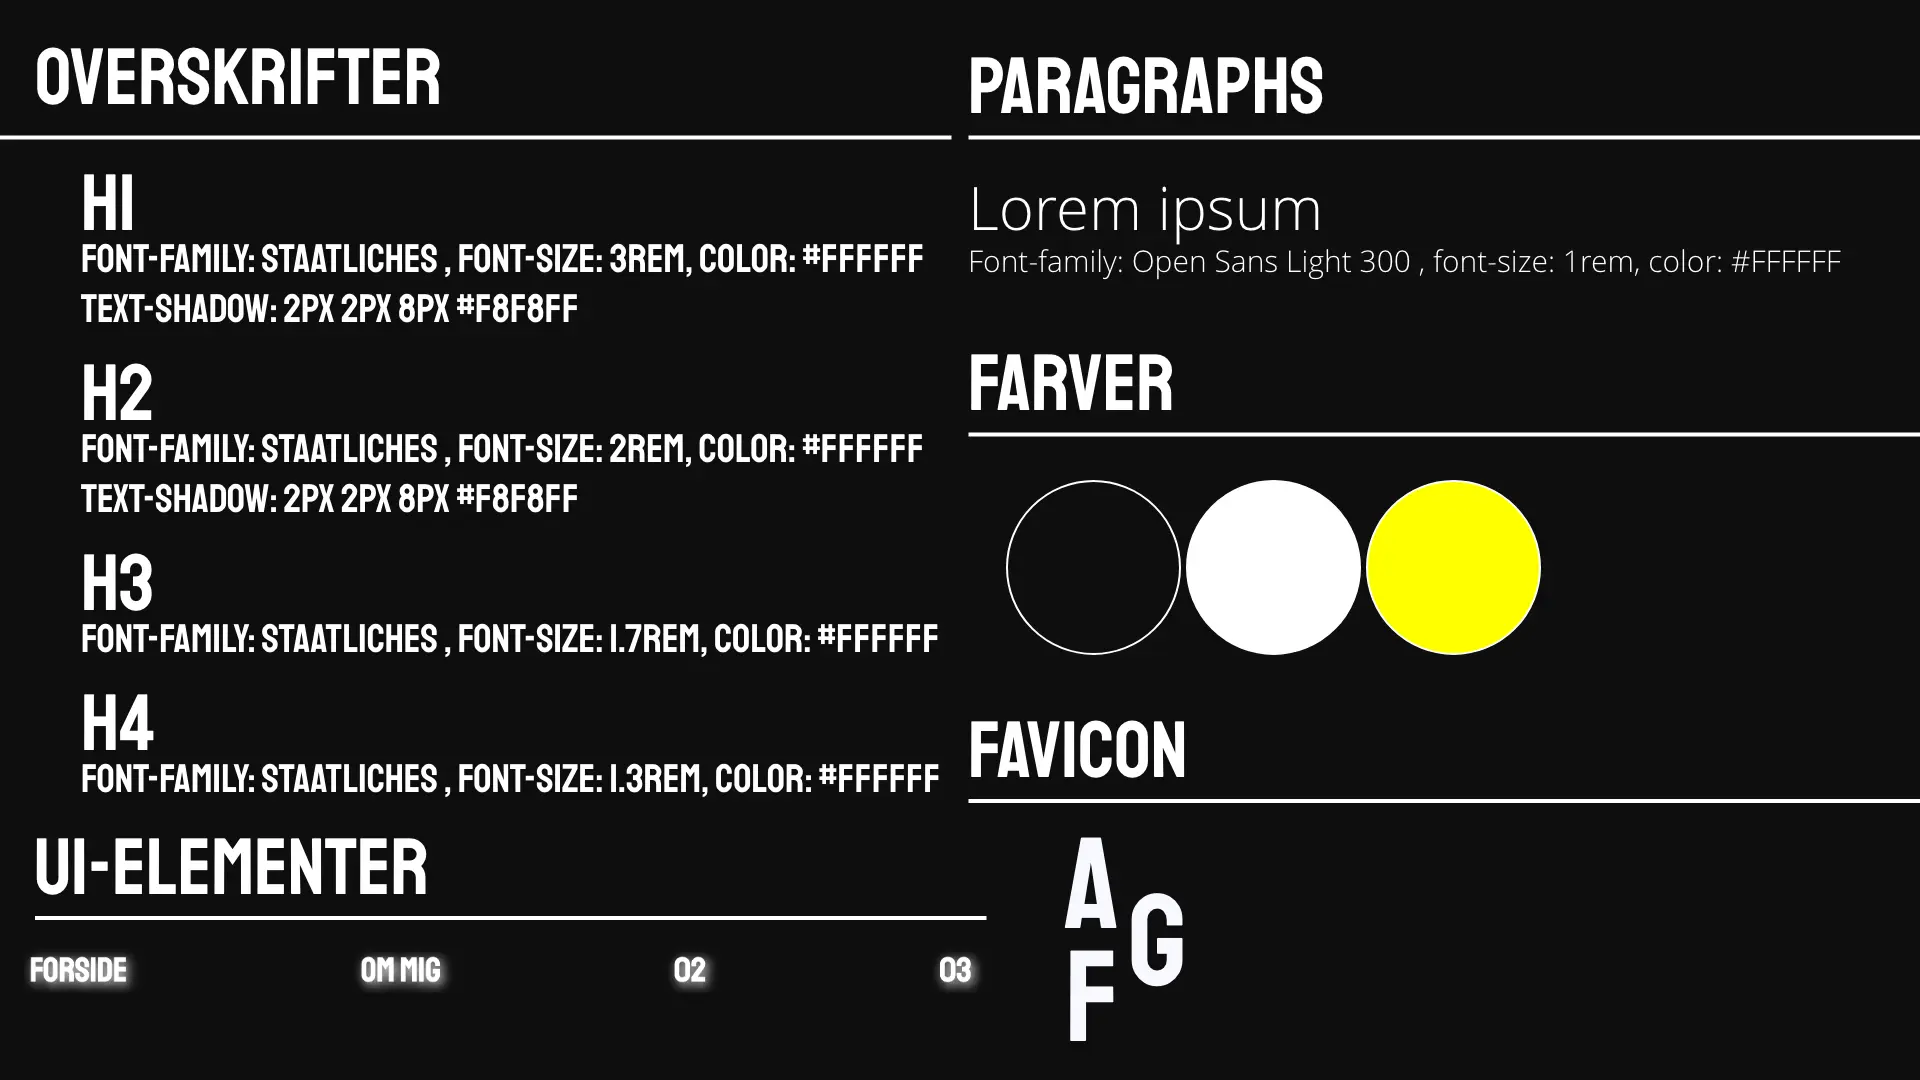 OVERSKRIFTER
H1
FONT-FAMILY: STAATLICHES , FONT-SIZE: 3REM, COLOR: #FFFFFF
TEXT-SHADOW: 2PX 2PX 8PX #F8F8FF
H2
FONT-FAMILY: STAATLICHES , FONT-SIZE: 2REM, COLOR: #FFFFFF
TEXT-SHADOW: 2PX 2PX 8PX #F8F8FF
H3
FONT-FAMILY: STAATLICHES , FONT-SIZE: 1.7REM, COLOR: #FFFFFF
H4
FONT-FAMILY: STAATLICHES , FONT-SIZE: 1.3REM, COLOR: #FFFFFF
UI-ELEMENTER
FORSIDE OM MIG 02 03
PARAGRAPHS
Lorem ipsum
Font-family: Open Sans Light 300 , font-size: 1rem, color: #FFFFFF
FARVER
FAVICON
A
G
F